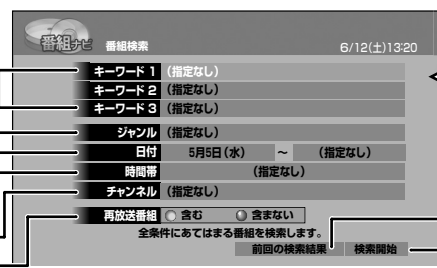 番組ナビ 番組検索 6/12(土)13:20
キーワード 1 (指定なし)
キーワード 2 (指定なし)
キーワード 3 (指定なし)
ジャンル (指定なし)
日付 5月5日(水) ～ (指定なし)
時間帯 (指定なし)
チャンネル (指定なし)
再放送番組 含む 含まない
全条件にあてはまる番組を検索します。
前回の検索結果 検索開始